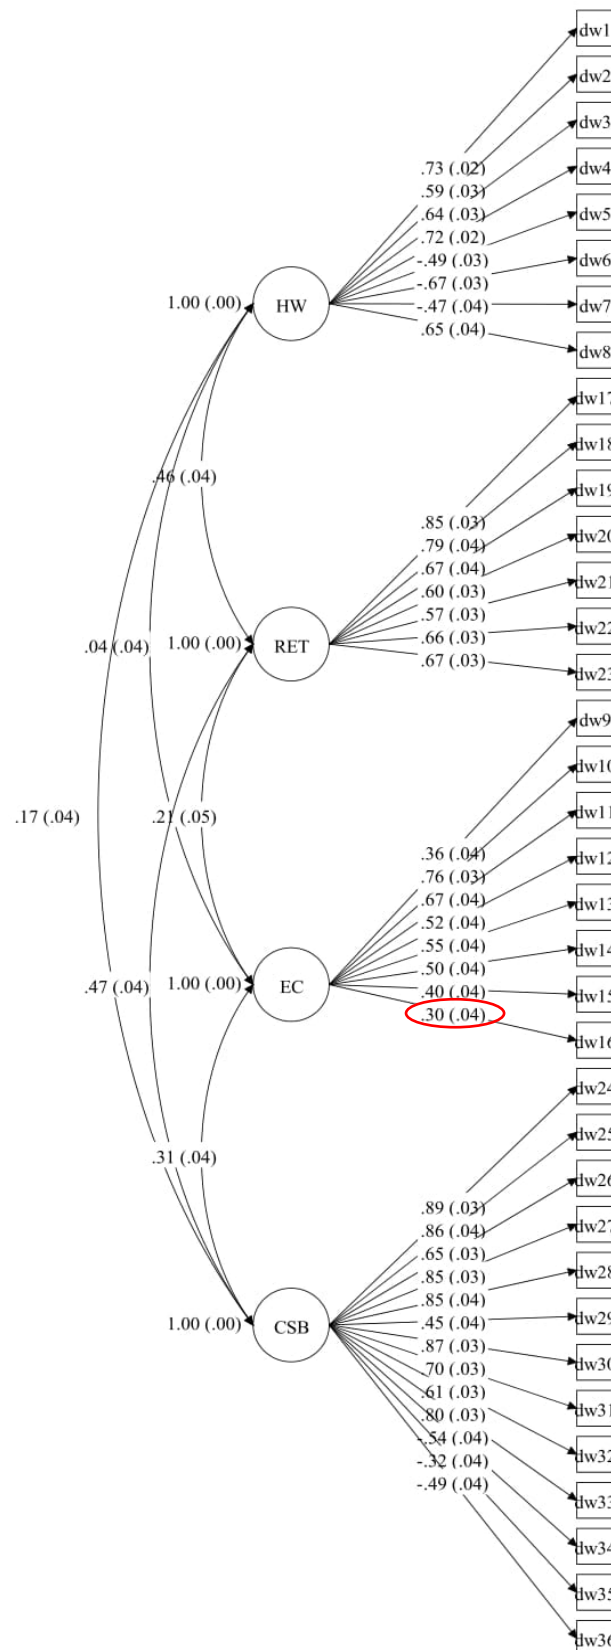 dw1
dw2
dw3
dw4
dw5
dw6
dw7
dw8
.73 (.02)
.59 (.03)
.64 (.03)
.72 (.02)
-.49 (.03)
-.67 (.03)
-.47 (.04)
.65 (.04)
1.00 (.00)
HW
.46 (.04)
dw17
dw18
dw19
dw20
dw21
dw22
dw23
.85 (.03)
.79 (.04)
.67 (.04)
.60 (.03)
.57 (.03)
.66 (.03)
.67 (.03)
.04 (.04)
1.00 (.00)
RET
.17 (.04)
.21 (.05)
dw9
dw10
dw11
dw12
dw13
dw14
dw15
dw16
.36 (.04)
.76 (.03)
.67 (.04)
.52 (.04)
.55 (.04)
.50 (.04)
.40 (.04)
.30 (.04)
.47 (.04)
1.00 (.00)
EC
.31 (.04)
dw24
dw25
dw26
dw27
dw28
dw29
dw30
dw31
dw32
dw33
dw34
dw35
dw36
.89 (.03)
.86 (.04)
.65 (.03)
.85 (.03)
.85 (.04)
.45 (.04)
.87 (.03)
.70 (.03)
.61 (.03)
.80 (.03)
-.54 (.04)
-.32 (.04)
-.49 (.04)
1.00 (.00)
CSB